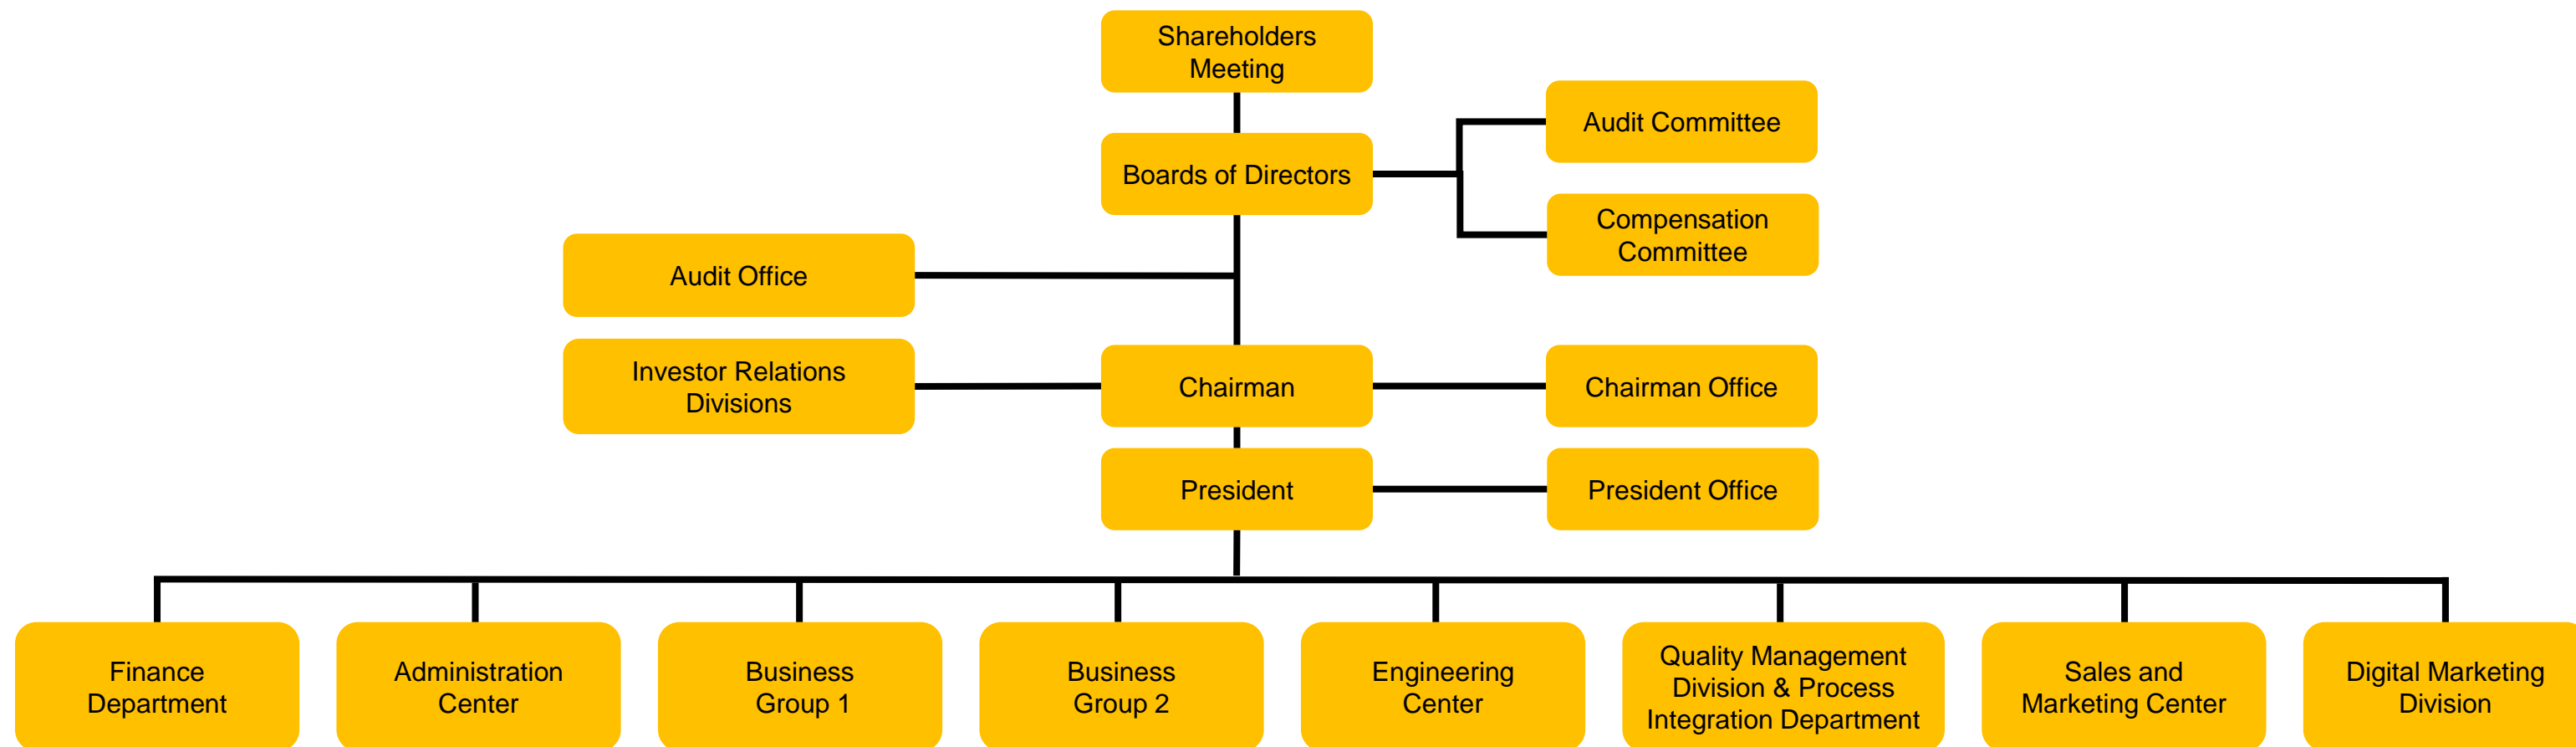 Shareholders
Meeting
Audit Committee
Boards of Directors
Compensation
Committee
Audit Office
Investor Relations
Divisions
Chairman
Chairman Office
President
President Office
Finance
Department
Administration
Center
Business
Group 1
Business
Group 2
Engineering
Center
Quality Management
Division & Process
Integration Department
Sales and
Marketing Center
Digital Marketing
Division